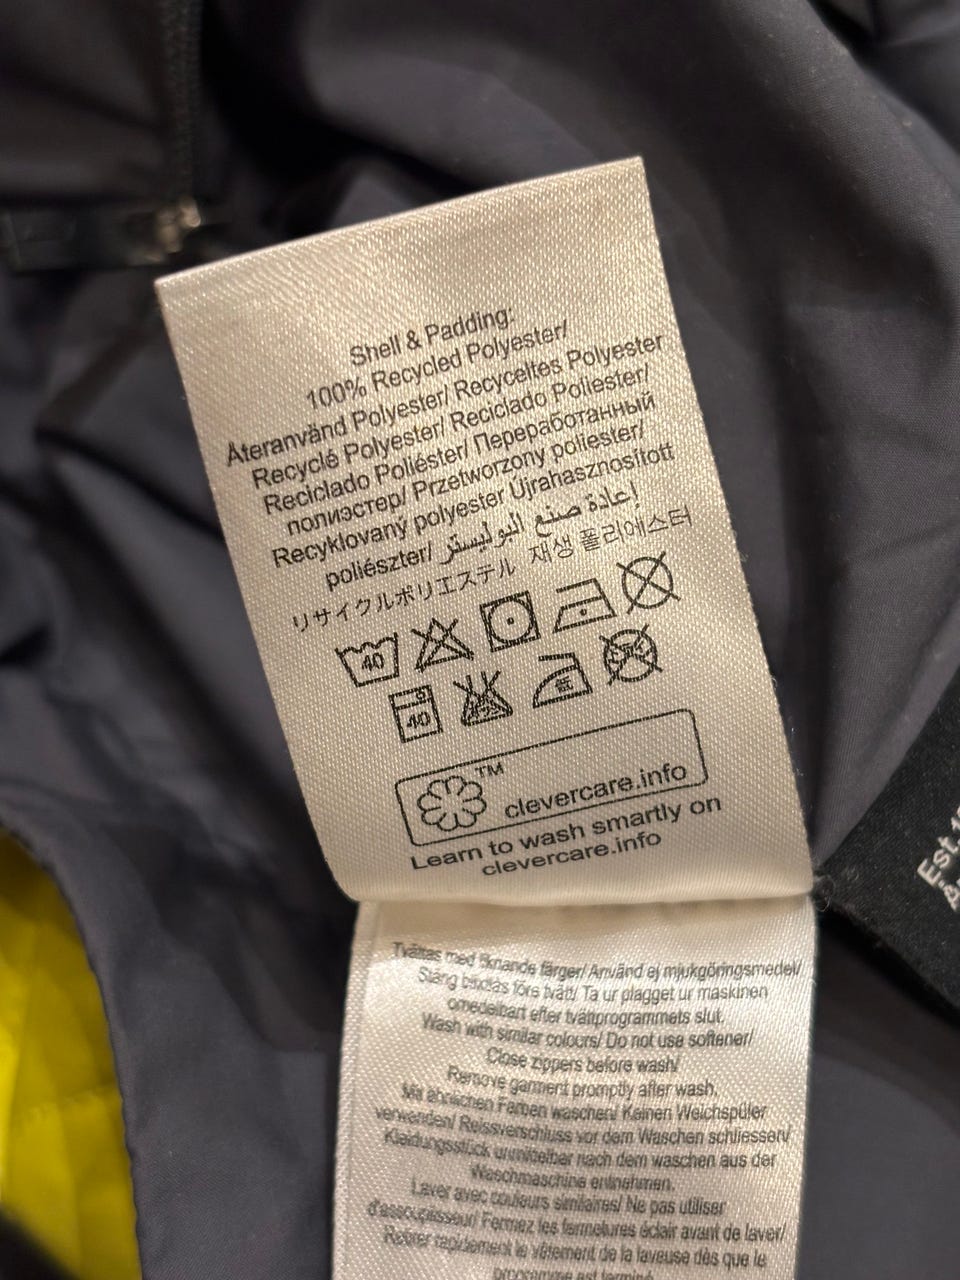 Shell & Padding:
100% Recycled Polyester/
Återanvänd Polyester/ Recyceltes Polyester
Recyclé Polyester/ Reciclado Poliester/
Reciclado Poliéster/ Переработанный
полиэстер/ Przetworzony poliester/
Recyklovaný polyester Újrahasznosított
poliészter/ إعادة صنع البوليستر
リサイクルポリエステル 재생 폴리에스터
40
40 低
TM
clevercare.info
Learn to wash smartly on
clevercare.info
Tvättas med liknande färger/ Använd ej mjukgöringsmedel/
Stäng blixtlås före tvätt/ Ta ur plagget ur maskinen
omedelbart efter tvättprogrammets slut.
Wash with similar colours/ Do not use softener/
Close zippers before wash/
Remove garment promptly after wash.
Mit ähnlichen Farben waschen/ Keinen Weichspüler
verwenden/ Reissverschluss vor dem Waschen schliessen/
Kleidungsstück unmittelbar nach dem waschen aus der
Waschmaschine entnehmen.
Laver avec couleurs similaires/ Ne pas utiliser
d'assouplisseur/ Fermez les fermetures éclair avant de laver/
Retirer rapidement le vêtement de la laveuse dès que le
programme est terminé.
Est.